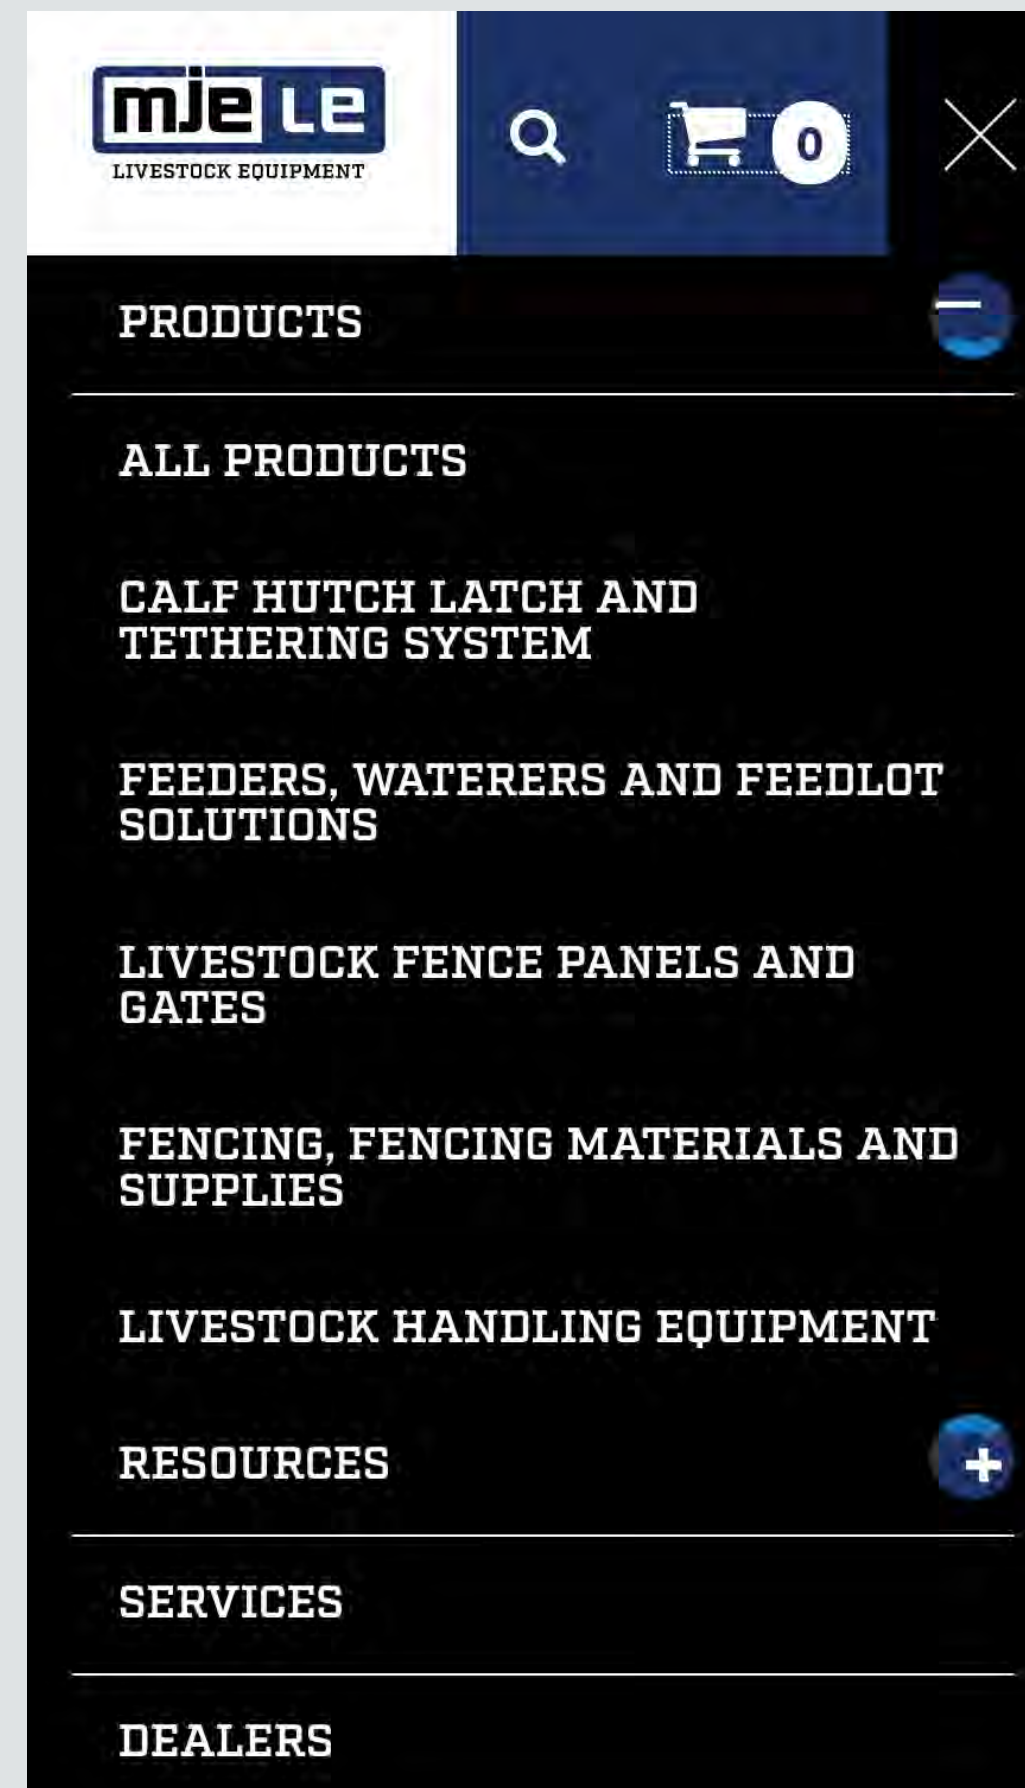 mje LE
LIVESTOCK EQUIPMENT
0
PRODUCTS
ALL PRODUCTS
CALF HUTCH LATCH AND
TETHERING SYSTEM
FEEDERS, WATERERS AND FEEDLOT
SOLUTIONS
LIVESTOCK FENCE PANELS AND
GATES
FENCING, FENCING MATERIALS AND
SUPPLIES
LIVESTOCK HANDLING EQUIPMENT
RESOURCES
SERVICES
DEALERS